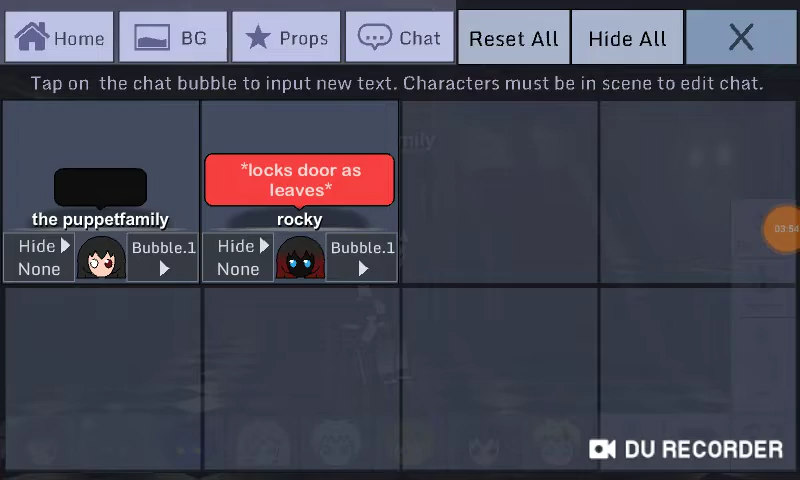 Home
BG
Props
Chat
Reset All
Hide All
X
Tap on the chat bubble to input new text. Characters must be in scene to edit chat.
family
*locks door as
leaves*
the puppetfamily
rocky
03:54
Hide
None
Bubble.1
Hide
None
Bubble.1
DU RECORDER